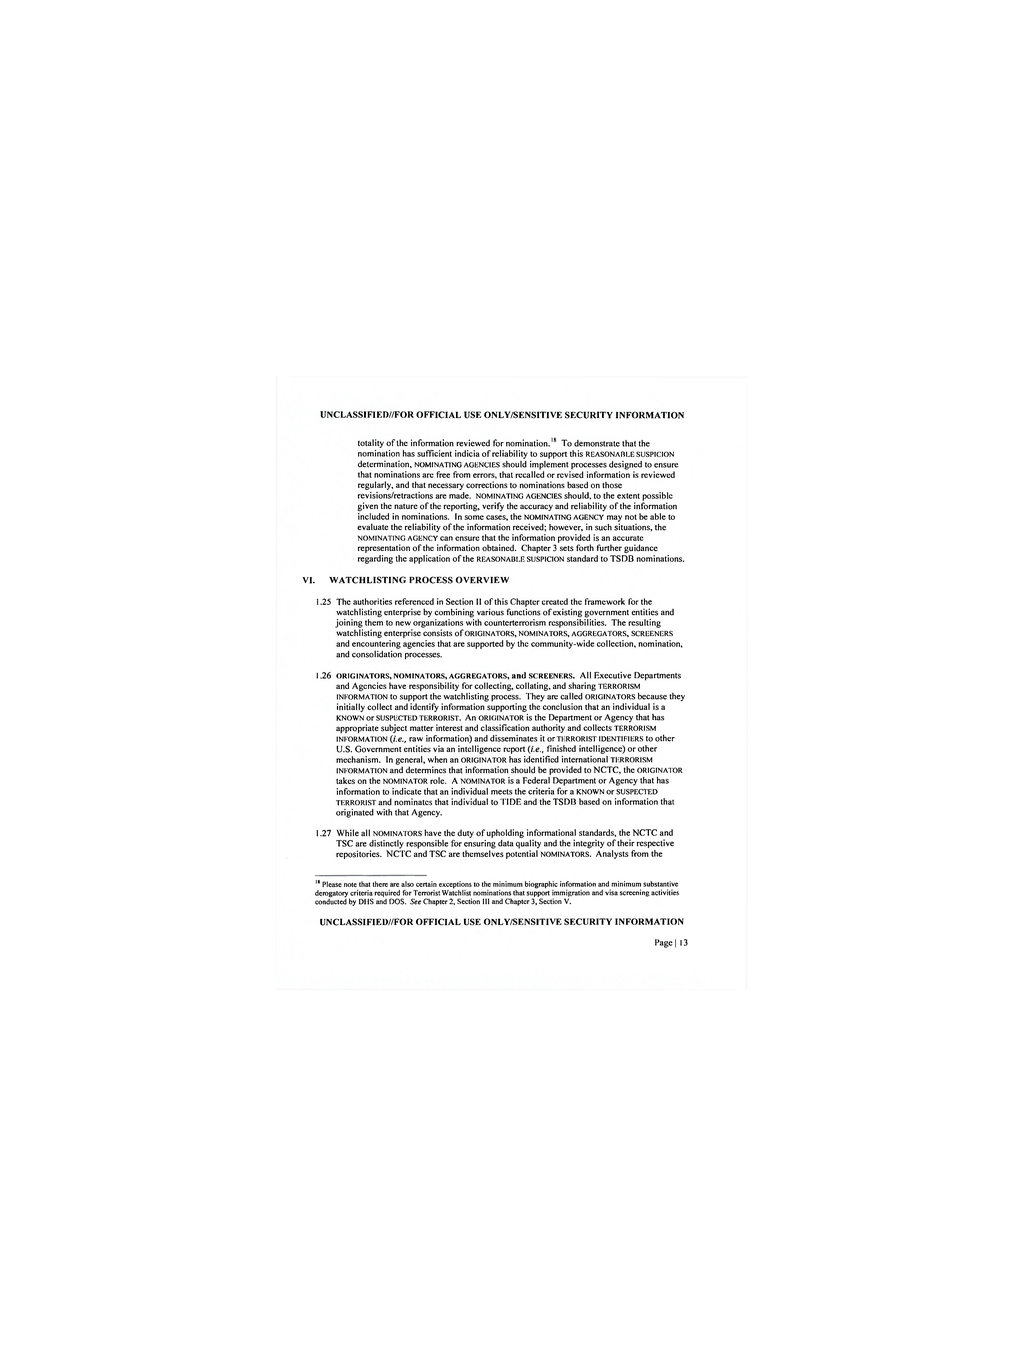 UNCLASSIFIED//FOR OFFICIAL USE ONLY/SENSITIVE SECURITY INFORMATION
totality of the information reviewed for nomination.18 To demonstrate that the
nomination has sufficient indicia of reliability to support this REASONABLE SUSPICION
determination, NOMINATING AGENCIES should implement processes designed to ensure
that nominations are free from errors, that recalled or revised information is reviewed
regularly, and that necessary corrections to nominations based on those
revisions/retractions are made. NOMINATING AGENCIES should, to the extent possible
given the nature of the reporting, verify the accuracy and reliability of the information
included in nominations. In some cases, the NOMINATING AGENCY may not be able to
evaluate the reliability of the information received; however, in such situations, the
NOMINATING AGENCY can ensure that the information provided is an accurate
representation of the information obtained. Chapter 3 sets forth further guidance
regarding the application of the REASONABLE SUSPICION standard to TSDB nominations.
VI. WATCHLISTING PROCESS OVERVIEW
1.25 The authorities referenced in Section II of this Chapter created the framework for the
watchlisting enterprise by combining various functions of existing government entities and
joining them to new organizations with counterterrorism responsibilities. The resulting
watchlisting enterprise consists of ORIGINATORS, NOMINATORS, AGGREGATORS, SCREENERS
and encountering agencies that are supported by the community-wide collection, nomination,
and consolidation processes.
1.26 ORIGINATORS, NOMINATORS, AGGREGATORS, and SCREENERS. All Executive Departments
and Agencies have responsibility for collecting, collating, and sharing TERRORISM
INFORMATION to support the watchlisting process. They are called ORIGINATORS because they
initially collect and identify information supporting the conclusion that an individual is a
KNOWN or SUSPECTED TERRORIST. An ORIGINATOR is the Department or Agency that has
appropriate subject matter interest and classification authority and collects TERRORISM
INFORMATION (i.e., raw information) and disseminates it or TERRORIST IDENTIFIERS to other
U.S. Government entities via an intelligence report (i.e., finished intelligence) or other
mechanism. In general, when an ORIGINATOR has identified international TERRORISM
INFORMATION and determines that information should be provided to NCTC, the ORIGINATOR
takes on the NOMINATOR role. A NOMINATOR is a Federal Department or Agency that has
information to indicate that an individual meets the criteria for a KNOWN or SUSPECTED
TERRORIST and nominates that individual to TIDE and the TSDB based on information that
originated with that Agency.
1.27 While all NOMINATORS have the duty of upholding informational standards, the NCTC and
TSC are distinctly responsible for ensuring data quality and the integrity of their respective
repositories. NCTC and TSC are themselves potential NOMINATORS. Analysts from the
18 Please note that there are also certain exceptions to the minimum biographic information and minimum substantive
derogatory criteria required for Terrorist Watchlist nominations that support immigration and visa screening activities
conducted by DHS and DOS. See Chapter 2, Section III and Chapter 3, Section V.
UNCLASSIFIED//FOR OFFICIAL USE ONLY/SENSITIVE SECURITY INFORMATION
Page | 13